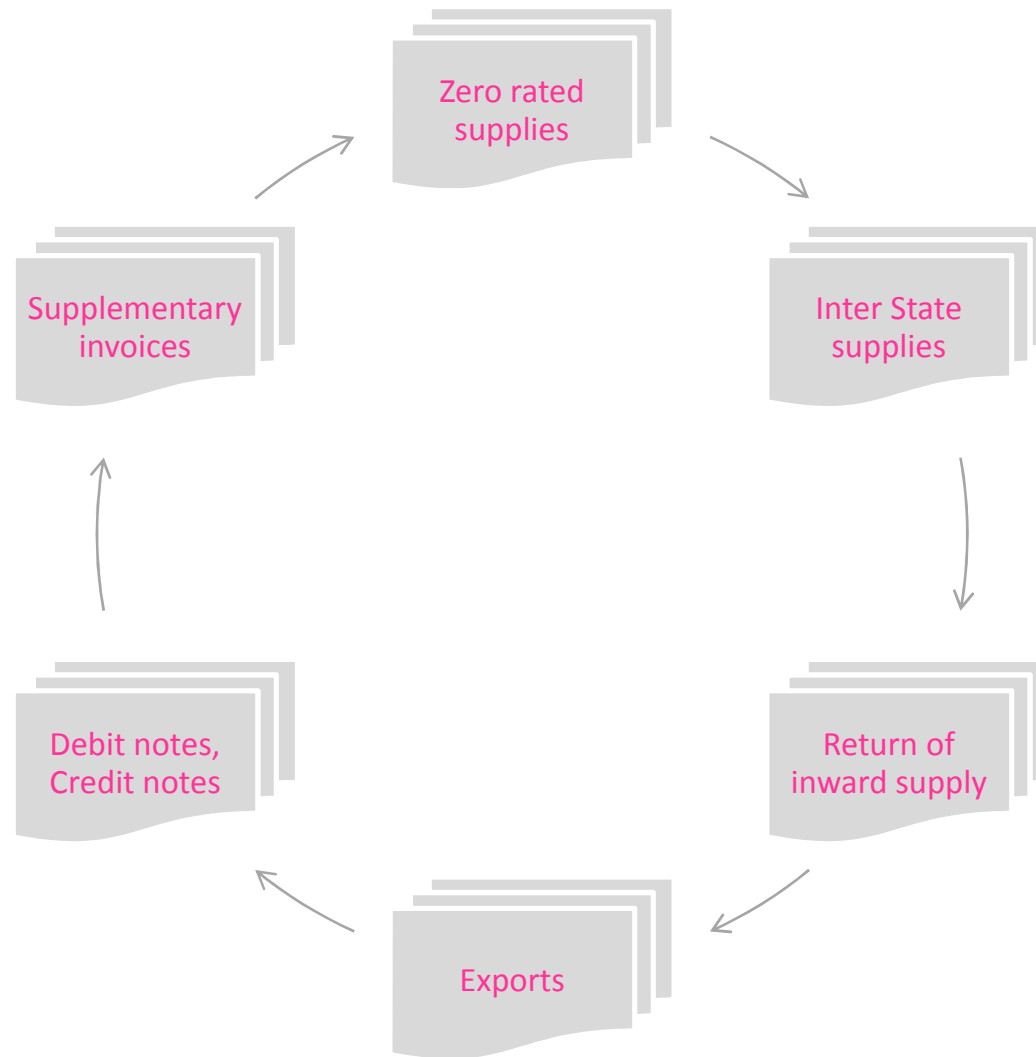 Zero rated
supplies
Inter State
supplies
Return of
inward supply
Exports
Debit notes,
Credit notes
Supplementary
invoices